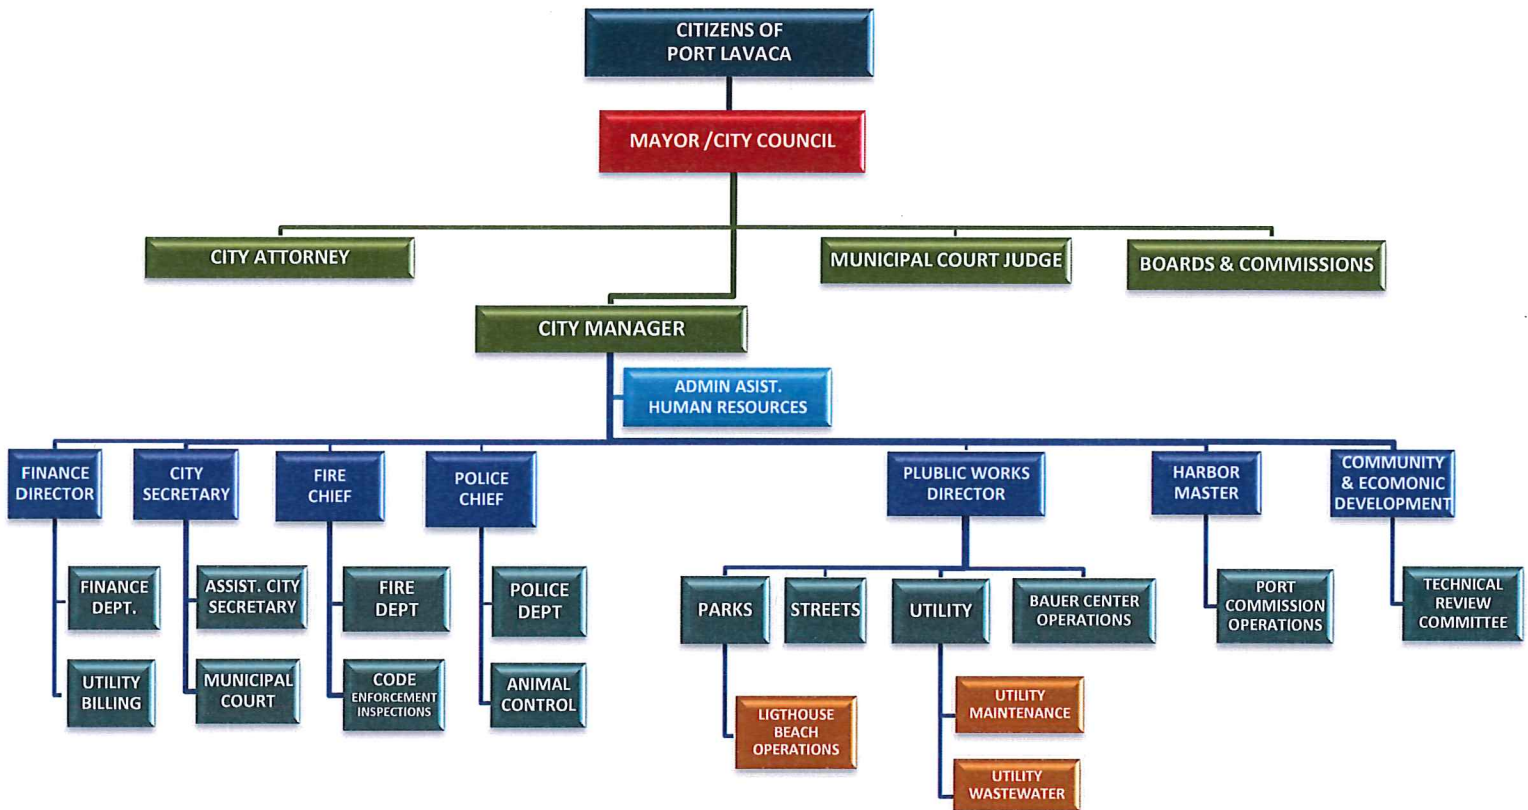 CITIZENS OF
PORT LAVACA
MAYOR /CITY COUNCIL
CITY ATTORNEY
MUNICIPAL COURT JUDGE
BOARDS & COMMISSIONS
CITY MANAGER
ADMIN ASIST.
HUMAN RESOURCES
FINANCE
DIRECTOR
CITY
SECRETARY
FIRE
CHIEF
POLICE
CHIEF
PLUBLIC WORKS
DIRECTOR
HARBOR
MASTER
COMMUNITY
& ECOMONIC
DEVELOPMENT
FINANCE
DEPT.
ASSIST. CITY
SECRETARY
FIRE
DEPT
POLICE
DEPT
PARKS
STREETS
UTILITY
BAUER CENTER
OPERATIONS
PORT
COMMISSION
OPERATIONS
TECHNICAL
REVIEW
COMMITTEE
UTILITY
BILLING
MUNICIPAL
COURT
CODE
ENFORCEMENT
INSPECTIONS
ANIMAL
CONTROL
LIGTHOUSE
BEACH
OPERATIONS
UTILITY
MAINTENANCE
UTILITY
WASTEWATER